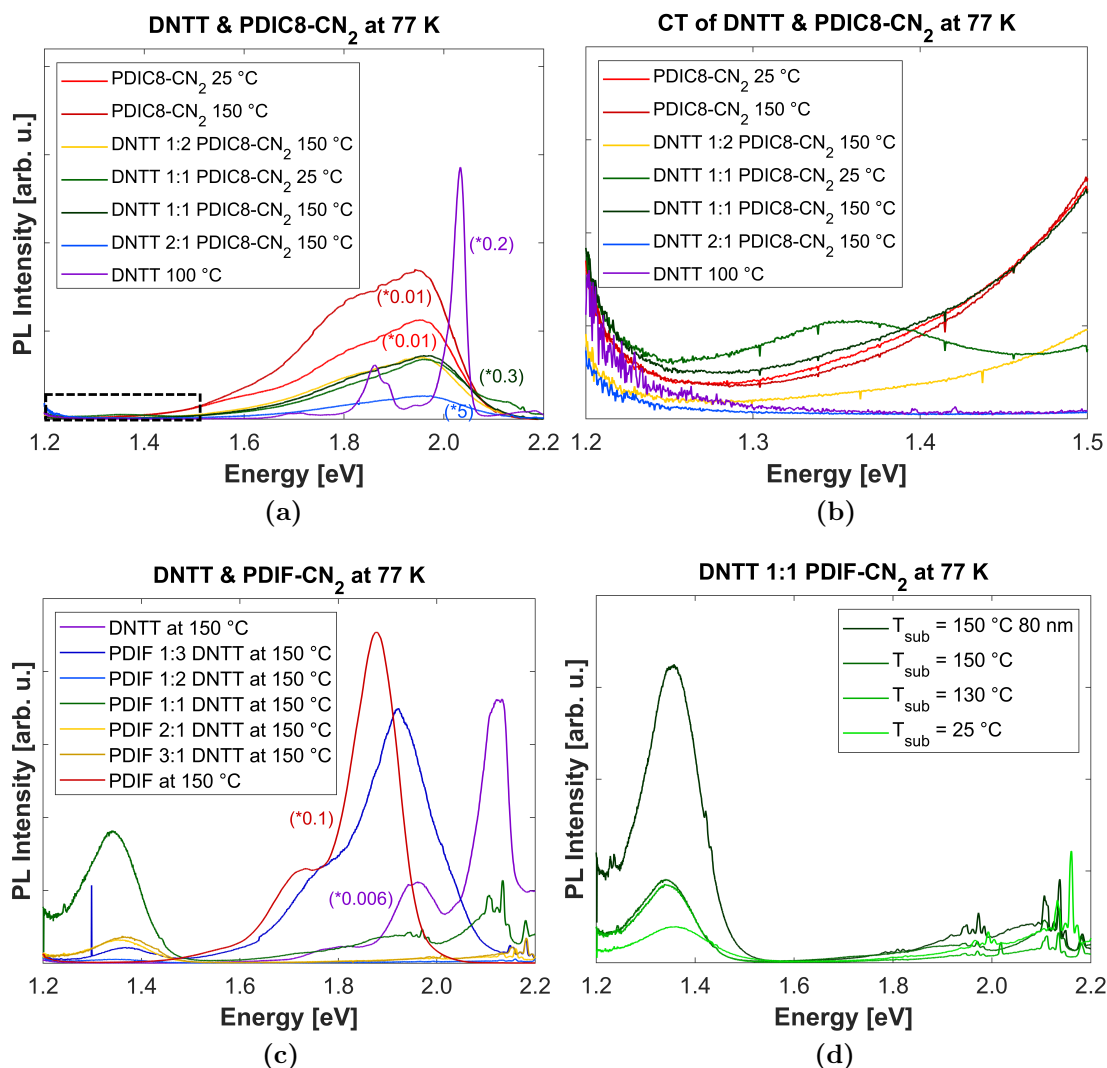 DNTT & PDIC8-CN2 at 77 K
PL Intensity [arb. u.]
PDIC8-CN2 25 °C
PDIC8-CN2 150 °C
DNTT 1:2 PDIC8-CN2 150 °C
DNTT 1:1 PDIC8-CN2 25 °C
DNTT 1:1 PDIC8-CN2 150 °C
DNTT 2:1 PDIC8-CN2 150 °C
DNTT 100 °C
(*0.2)
(*0.01)
(*0.01)
(*0.3)
(*5)
1.2 1.4 1.6 1.8 2.0 2.2
Energy [eV]
(a)
CT of DNTT & PDIC8-CN2 at 77 K
PL Intensity [arb. u.]
PDIC8-CN2 25 °C
PDIC8-CN2 150 °C
DNTT 1:2 PDIC8-CN2 150 °C
DNTT 1:1 PDIC8-CN2 25 °C
DNTT 1:1 PDIC8-CN2 150 °C
DNTT 2:1 PDIC8-CN2 150 °C
DNTT 100 °C
1.2 1.3 1.4 1.5
Energy [eV]
(b)
DNTT & PDIF-CN2 at 77 K
PL Intensity [arb. u.]
DNTT at 150 °C
PDIF 1:3 DNTT at 150 °C
PDIF 1:2 DNTT at 150 °C
PDIF 1:1 DNTT at 150 °C
PDIF 2:1 DNTT at 150 °C
PDIF 3:1 DNTT at 150 °C
PDIF at 150 °C
(*0.1)
(*0.006)
1.2 1.4 1.6 1.8 2.0 2.2
Energy [eV]
(c)
DNTT 1:1 PDIF-CN2 at 77 K
PL Intensity [arb. u.]
Tsub = 150 °C 80 nm
Tsub = 150 °C
Tsub = 130 °C
Tsub = 25 °C
1.2 1.4 1.6 1.8 2.0 2.2
Energy [eV]
(d)